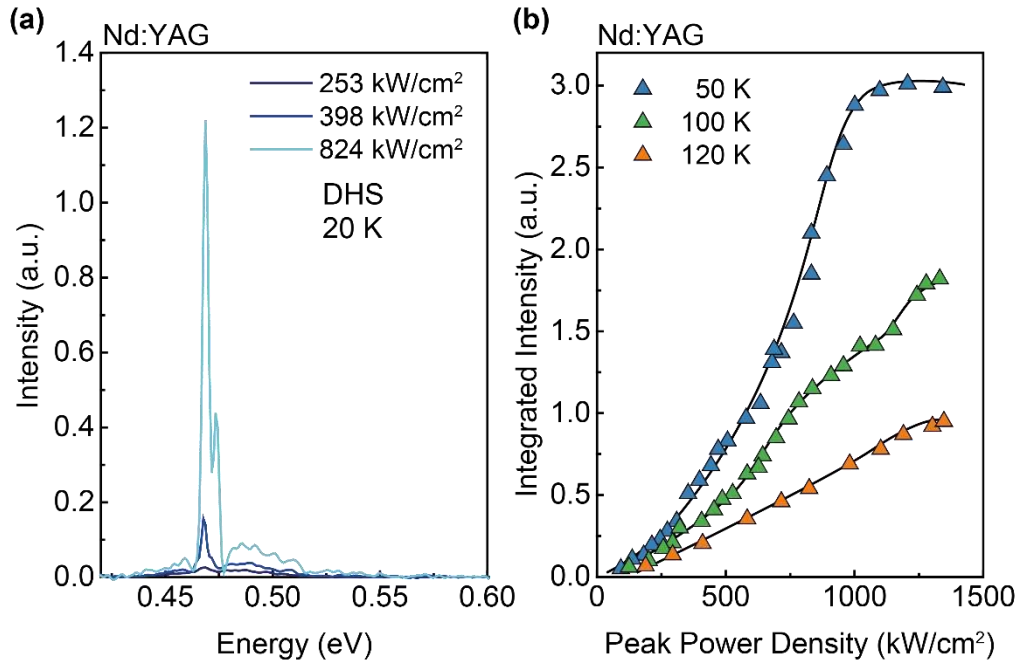 (a)
Nd:YAG
1.4
1.2
1.0
0.8
0.6
0.4
0.2
0.0
Intensity (a.u.)
253 kW/cm²
398 kW/cm²
824 kW/cm²
DHS
20 K
0.45
0.50
0.55
0.60
Energy (eV)
(b)
Nd:YAG
3.0
2.5
2.0
1.5
1.0
0.5
0.0
Integrated Intensity (a.u.)
50 K
100 K
120 K
0
500
1000
1500
Peak Power Density (kW/cm²)